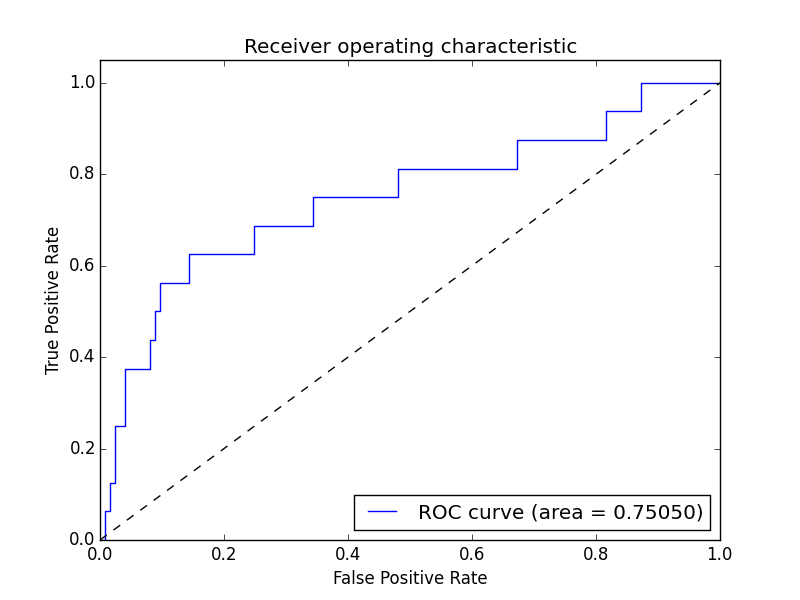 Receiver operating characteristic
1.0
0.8
0.6
0.4
0.2
0.0
True Positive Rate
ROC curve (area = 0.75050)
0.0 0.2 0.4 0.6 0.8 1.0
False Positive Rate